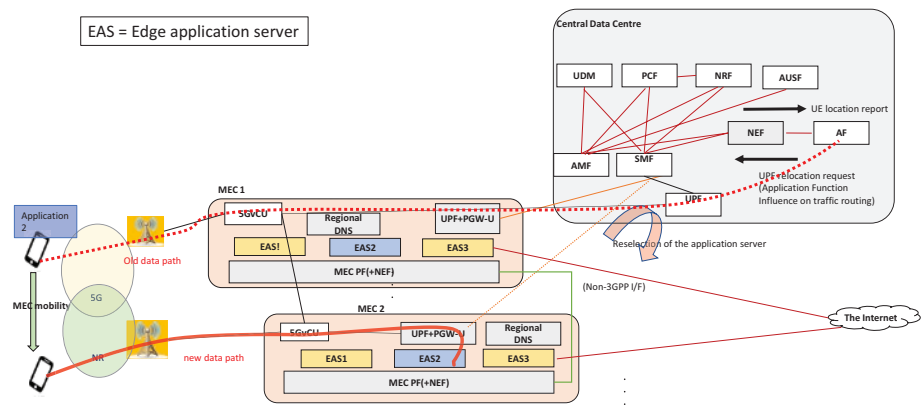 EAS = Edge application server
Central Data Centre
UDM
PCF
NRF
AUSF
UE location report
NEF
AF
AMF
SMF
UPF relocation request
(Application Function
Influence on traffic routing)
UPF
MEC 1
Application
2
5GvCU
Regional
DNS
UPF+PGW-U
EAS!
EAS2
EAS3
MEC PF(+NEF)
Reselection of the application server
Old data path
(Non-3GPP I/F)
MEC mobility
5G
The Internet
MEC 2
5GvCU
UPF+PGW-U
Regional
DNS
NR
new data path
EAS1
EAS2
EAS3
MEC PF(+NEF)